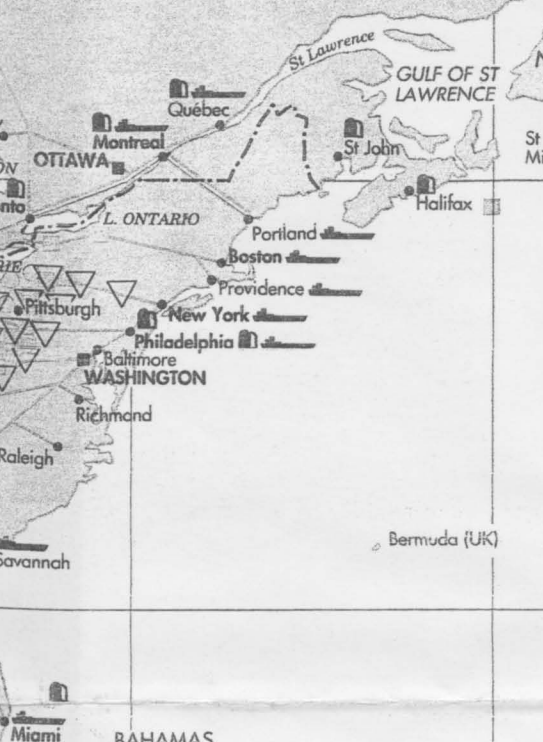 St Lawrence
GULF OF ST
LAWRENCE
Québec
Montreal
OTTAWA
St John
St
Halifax
L. ONTARIO
Portland
Boston
Providence
Pittsburgh
New York
Philadelphia
Baltimore
WASHINGTON
Richmond
Raleigh
Bermuda (UK)
Savannah
Miami
BAHAMAS